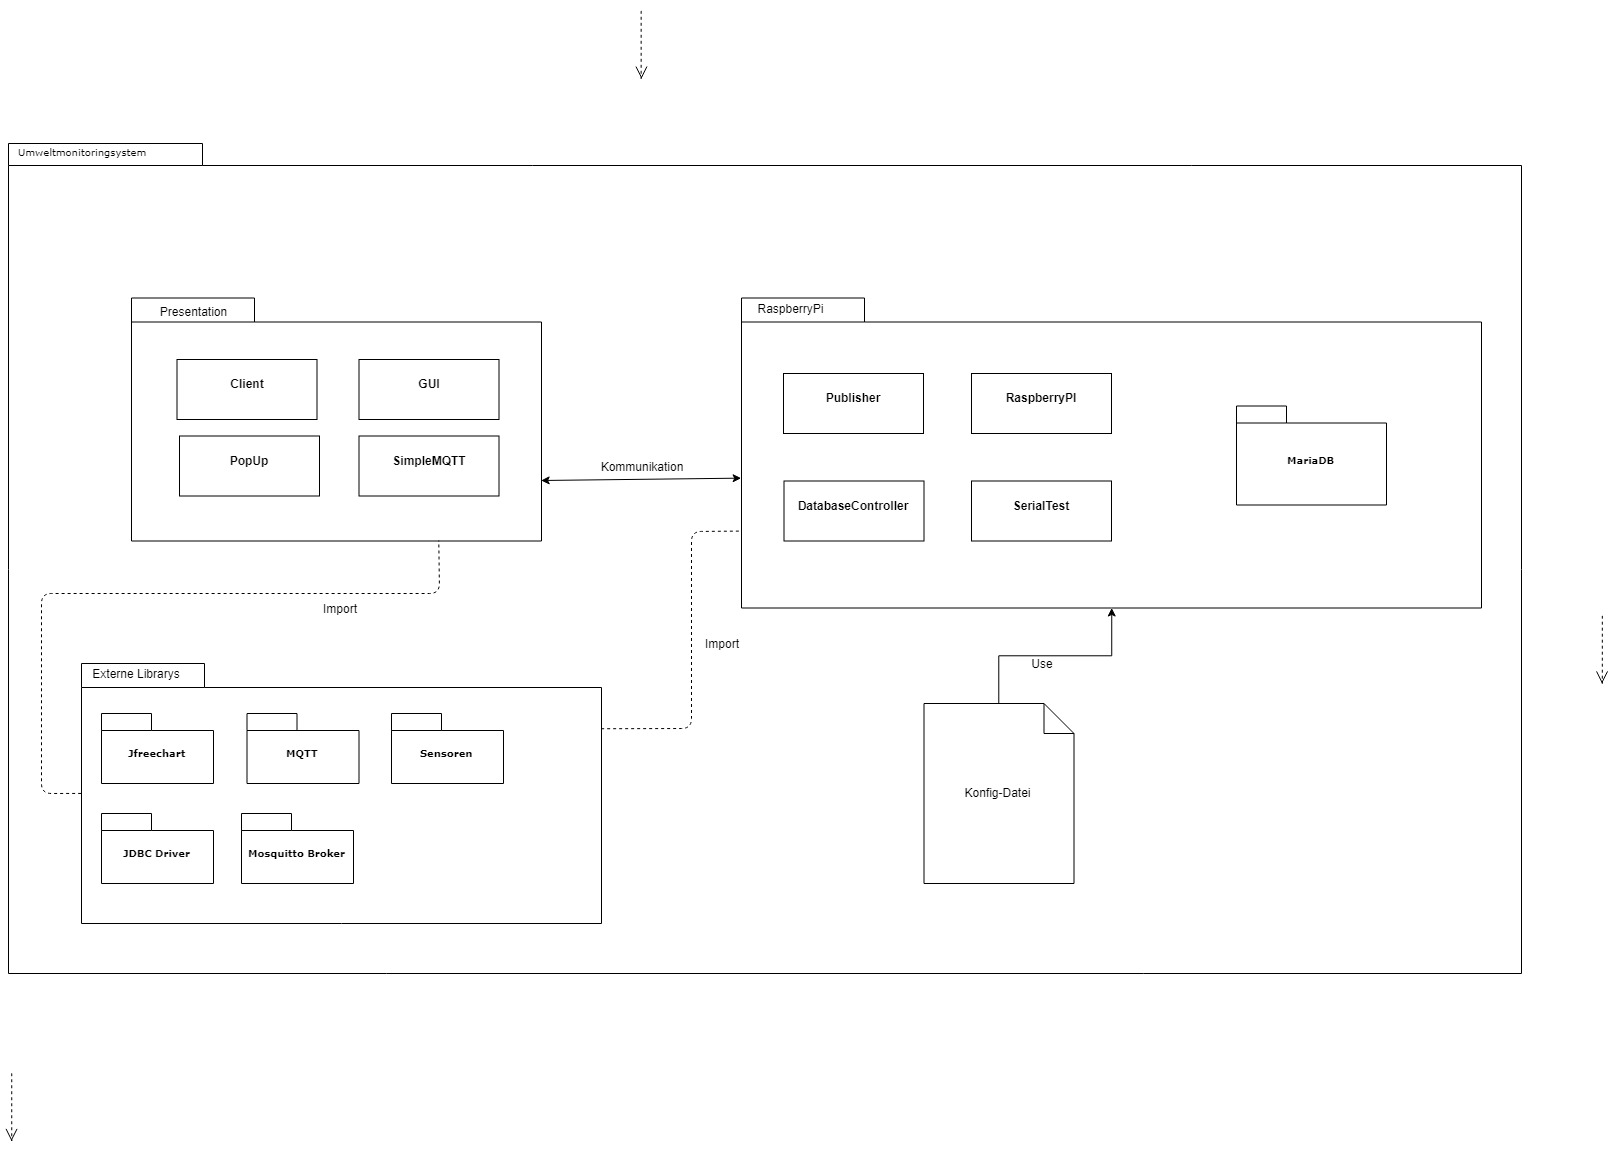 Umweltmonitoringsystem
Presentation
RaspberryPi
Client
GUI
PopUp
SimpleMQTT
Kommunikation
Publisher
RaspberryPI
MariaDB
DatabaseController
SerialTest
Import
Import
Use
Externe Librarys
Jfreechart
MQTT
Sensoren
JDBC Driver
Mosquitto Broker
Konfig-Datei